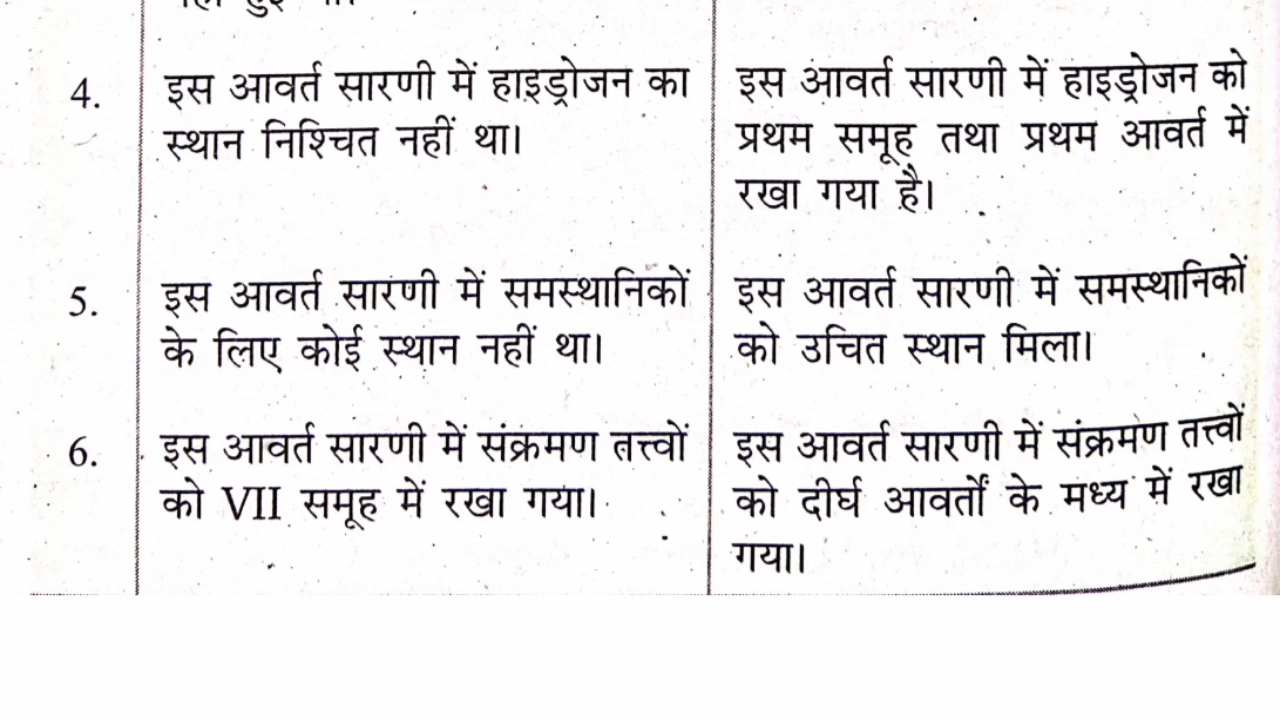 4.
इस आवर्त सारणी में हाइड्रोजन का
स्थान निश्चित नहीं था।
इस आवर्त सारणी में हाइड्रोजन को
प्रथम समूह तथा प्रथम आवर्त में
रखा गया है।
5.
इस आवर्त सारणी में समस्थानिकों
के लिए कोई स्थान नहीं था।
इस आवर्त सारणी में समस्थानिकों
को उचित स्थान मिला।
6.
इस आवर्त सारणी में संक्रमण तत्त्वों
को VII समूह में रखा गया।
इस आवर्त सारणी में संक्रमण तत्त्वों
को दीर्घ आवर्तों के मध्य में रखा
गया।